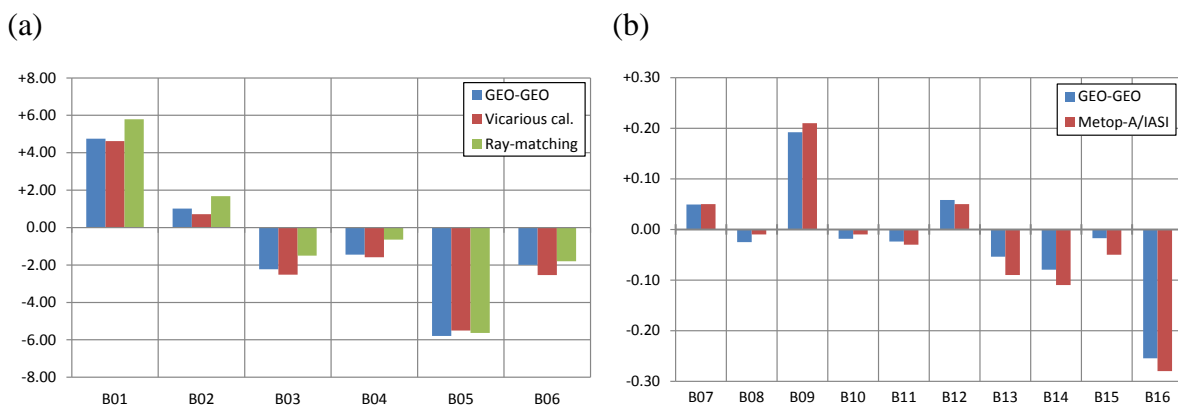 (a)
+8.00
+6.00
+4.00
+2.00
0.00
-2.00
-4.00
-6.00
-8.00
GEO-GEO
Vicarious cal.
Ray-matching
B01 B02 B03 B04 B05 B06
(b)
+0.30
+0.20
+0.10
0.00
-0.10
-0.20
-0.30
GEO-GEO
Metop-A/IASI
B07 B08 B09 B10 B11 B12 B13 B14 B15 B16